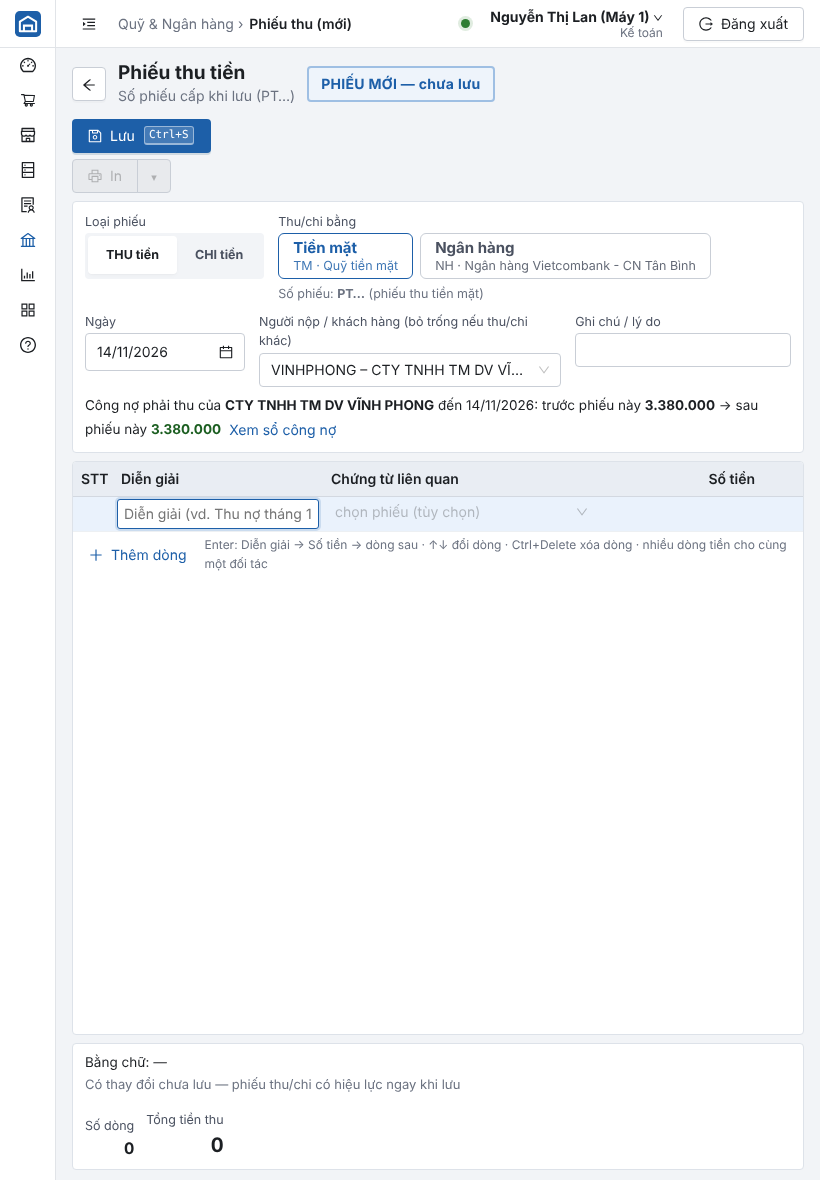 Quỹ & Ngân hàng › Phiếu thu (mới)
Nguyễn Thị Lan (Máy 1)
Kế toán
Đăng xuất
Phiếu thu tiền
Số phiếu cấp khi lưu (PT...)
PHIẾU MỚI — chưa lưu
Lưu Ctrl+S
In
Loại phiếu
THU tiền CHI tiền
Thu/chi bằng
Tiền mặt
TM · Quỹ tiền mặt
Ngân hàng
NH · Ngân hàng Vietcombank - CN Tân Bình
Số phiếu: PT... (phiếu thu tiền mặt)
Ngày
14/11/2026
Người nộp / khách hàng (bỏ trống nếu thu/chi
khác)
VINHPHONG – CTY TNHH TM DV VĨ...
Ghi chú / lý do
Công nợ phải thu của CTY TNHH TM DV VĨNH PHONG đến 14/11/2026: trước phiếu này 3.380.000 → sau
phiếu này 3.380.000 Xem sổ công nợ
STT Diễn giải Chứng từ liên quan Số tiền
Diễn giải (vd. Thu nợ tháng 1 chọn phiếu (tùy chọn)
Thêm dòng
Enter: Diễn giải → Số tiền → dòng sau · ↑↓ đổi dòng · Ctrl+Delete xóa dòng · nhiều dòng tiền cho cùng
một đối tác
Bằng chữ: —
Có thay đổi chưa lưu — phiếu thu/chi có hiệu lực ngay khi lưu
Số dòng
0
Tổng tiền thu
0